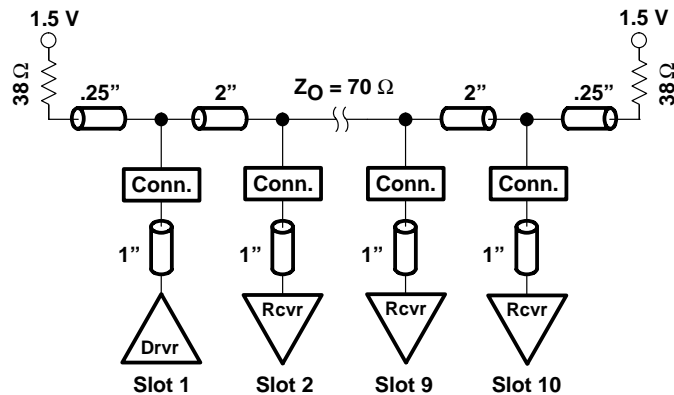 1.5 V 1.5 V
38 Ω .25” 2” Z_O = 70 Ω 2” .25” 38 Ω
Conn. Conn. Conn. Conn.
1” 1” 1” 1”
Drvr Rcvr Rcvr Rcvr
Slot 1 Slot 2 Slot 9 Slot 10